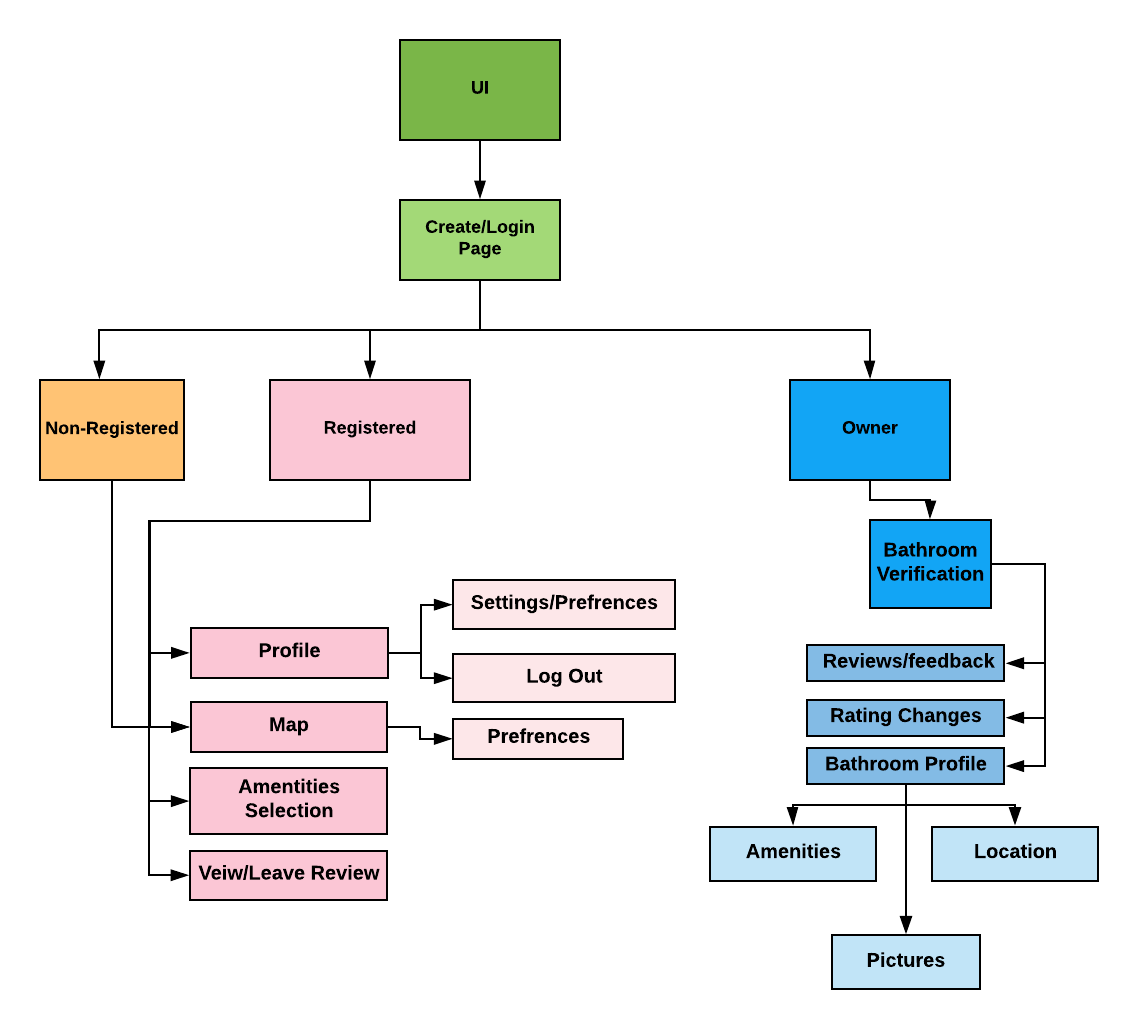 UI
Create/Login
Page
Non-Registered
Registered
Owner
Bathroom
Verification
Settings/Prefrences
Profile
Log Out
Map
Prefrences
Amentities
Selection
Veiw/Leave Review
Reviews/feedback
Rating Changes
Bathroom Profile
Amenities
Location
Pictures